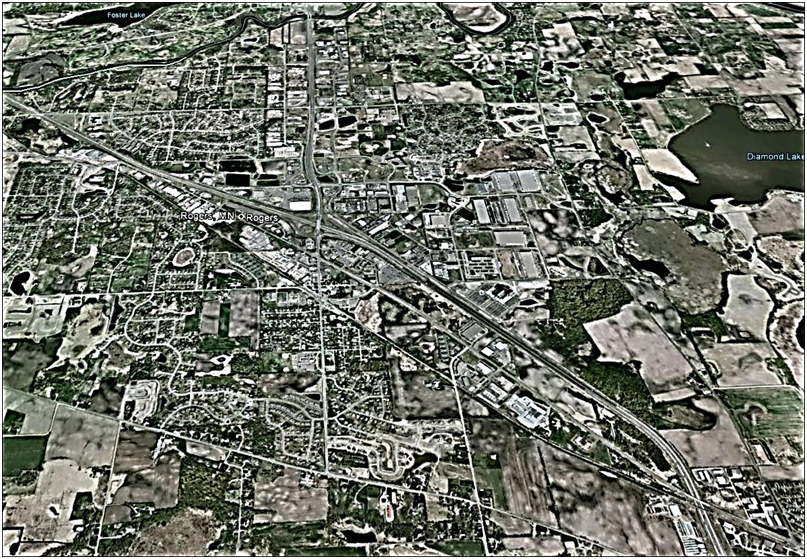 Foster Lake
Diamond Lake
Rogers, MN Rogers